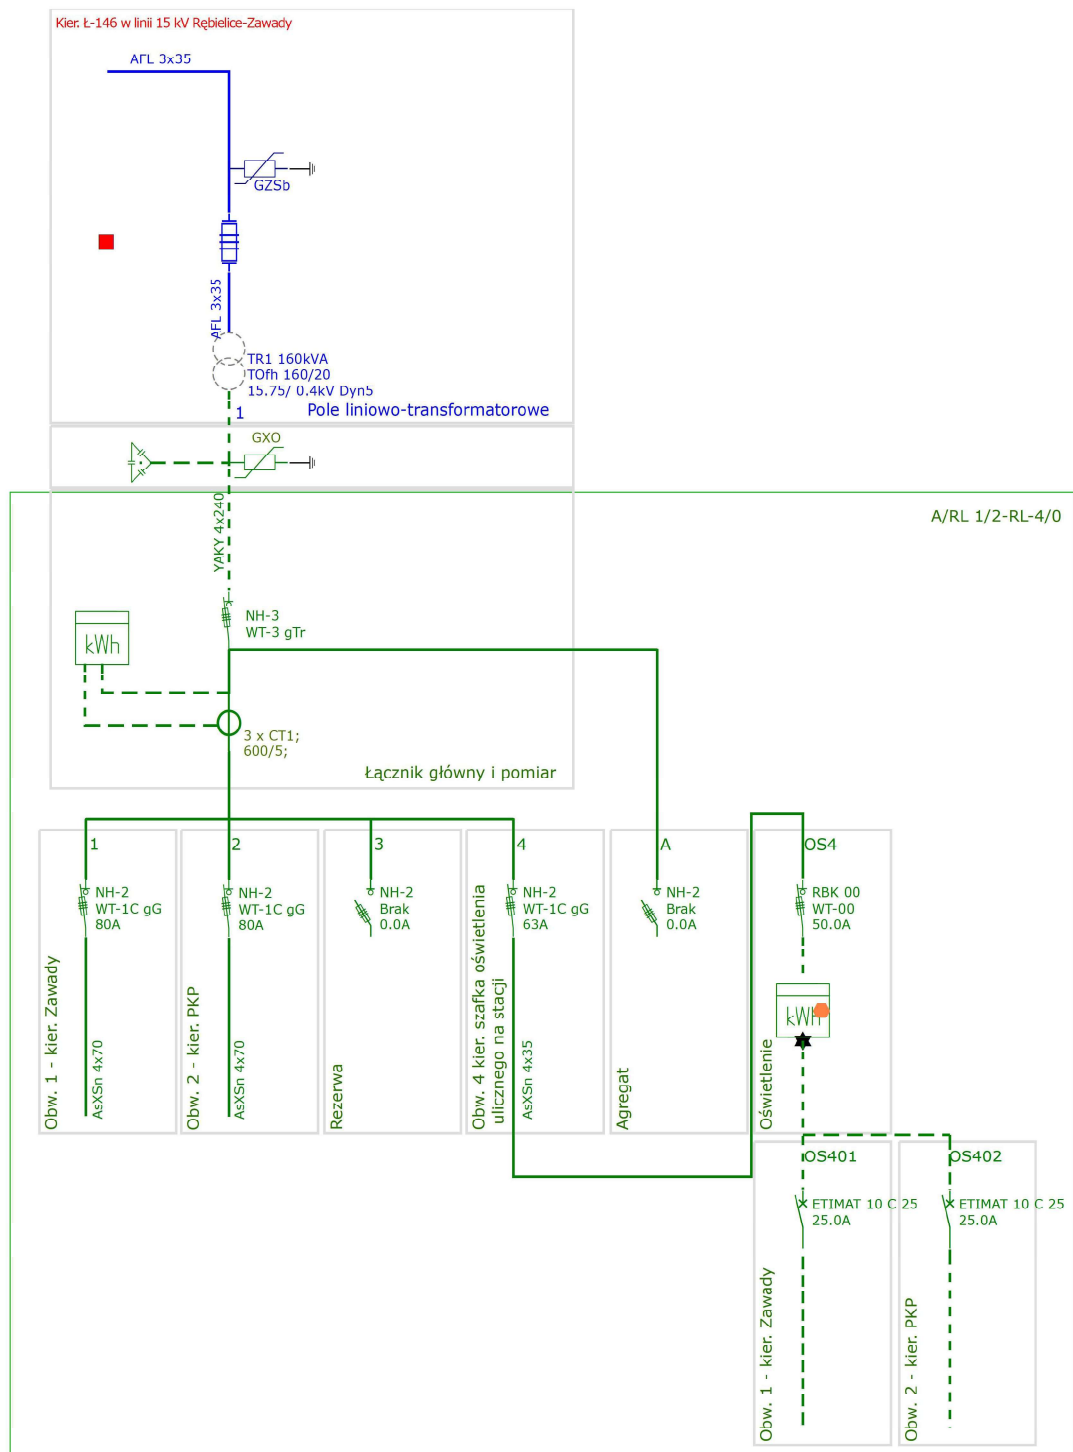 Kier. Ł-146 w linii 15 kV Rębielice-Zawady
AFL 3x35
GZSb
AFL 3x35
TR1 160kVA
TOfh 160/20
15.75/ 0.4kV Dyn5
1
Pole liniowo-transformatorowe
GXO
YAKY 4x240
A/RL 1/2-RL-4/0
NH-3
WT-3 gTr
kWh
3 x CT1;
600/5;
Łącznik główny i pomiar
1
NH-2
WT-1C gG
80A
Obw. 1 - kier. Zawady
AsXSn 4x70
2
NH-2
WT-1C gG
80A
Obw. 2 - kier. PKP
AsXSn 4x70
3
NH-2
Brak
0.0A
Rezerwa
4
NH-2
WT-1C gG
63A
Obw. 4 kier. szafka oświetlenia
ulicznego na stacji
AsXSn 4x35
A
NH-2
Brak
0.0A
Agregat
OS4
RBK 00
WT-00
50.0A
kWh
Oświetlenie
OS401
ETIMAT 10 C 25
25.0A
Obw. 1 - kier. Zawady
OS402
ETIMAT 10 C 25
25.0A
Obw. 2 - kier. PKP